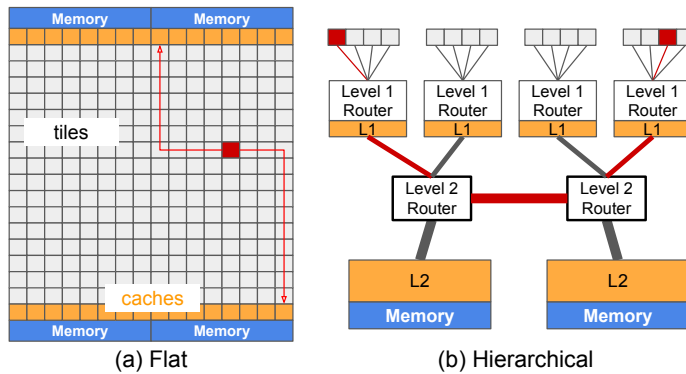 Memory Memory
tiles
caches
Memory Memory
(a) Flat
Level 1 Router L1
Level 1 Router L1
Level 1 Router L1
Level 1 Router L1
Level 2 Router
Level 2 Router
L2
Memory
L2
Memory
(b) Hierarchical